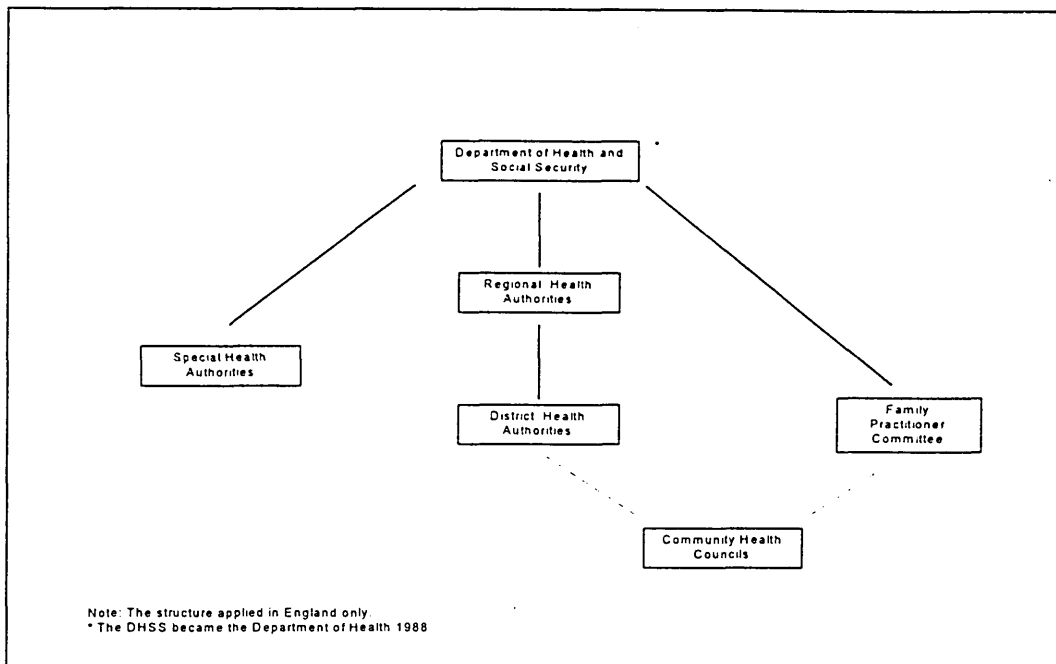 Department of Health and
Social Security
*
Regional Health
Authorities
Special Health
Authorities
District Health
Authorities
Family
Practitioner
Committee
Community Health
Councils
Note: The structure applied in England only.
* The DHSS became the Department of Health 1988